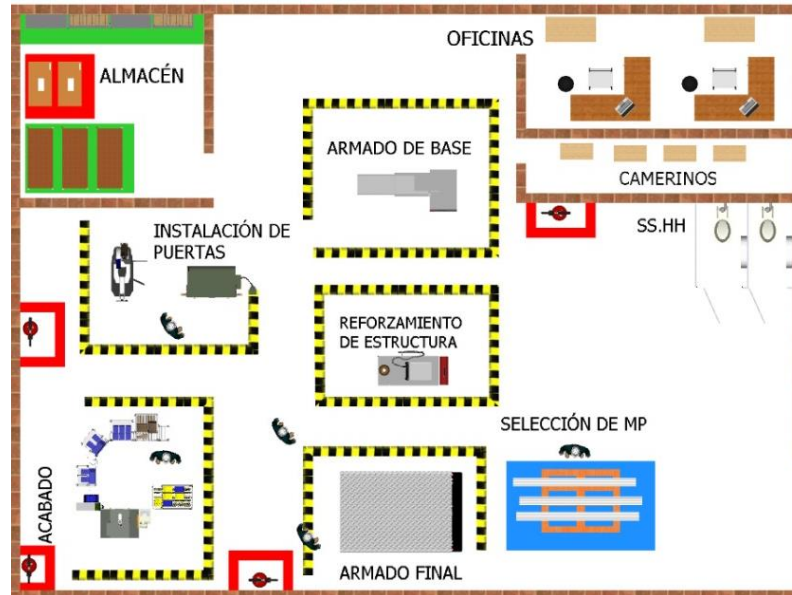 OFICINAS
ALMACÉN
ARMADO DE BASE
CAMERINOS
INSTALACIÓN DE
PUERTAS
SS.HH
REFORZAMIENTO
DE ESTRUCTURA
SELECCIÓN DE MP
ACABADO
ARMADO FINAL